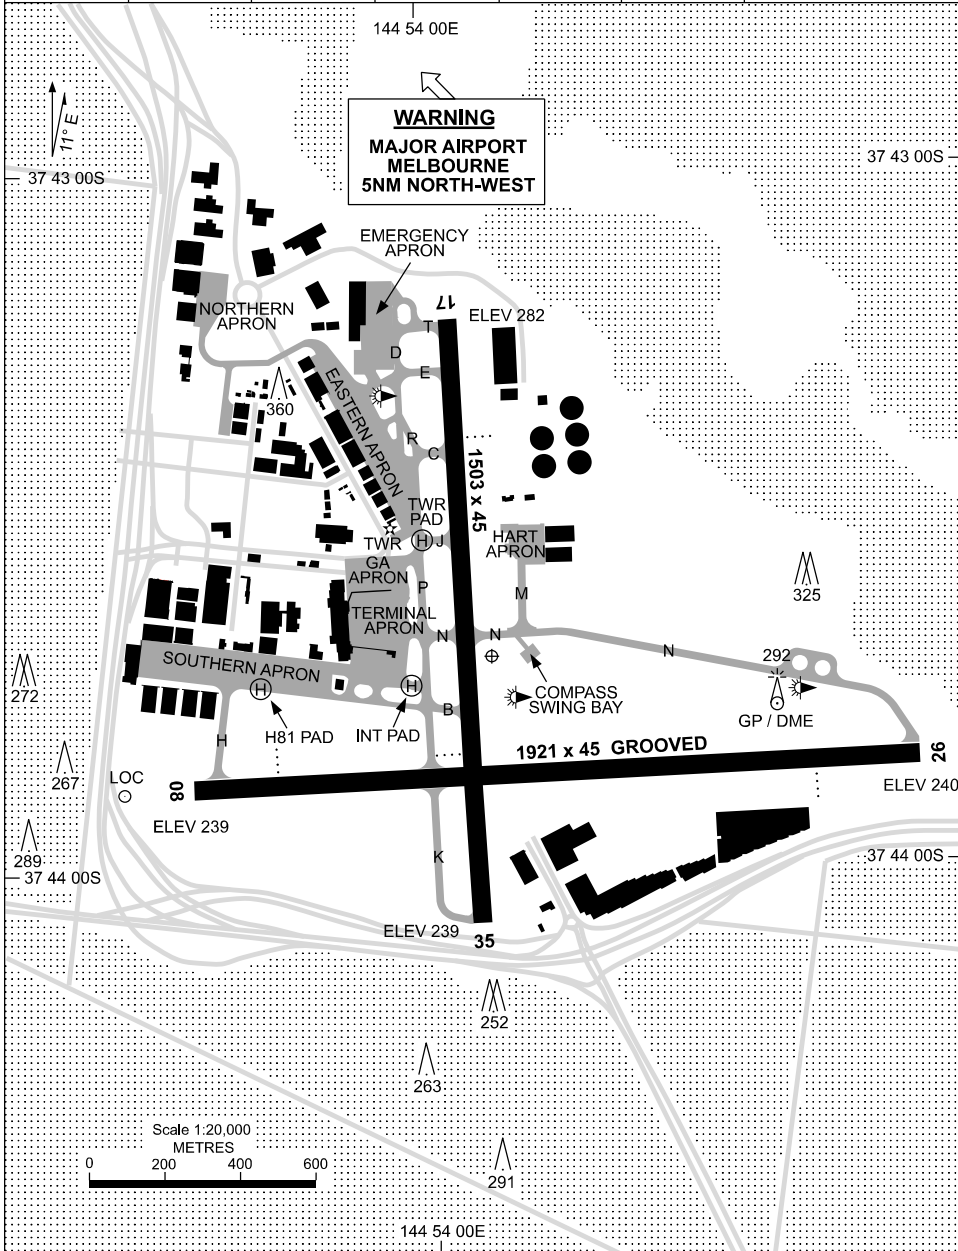 144 54 00E
WARNING
MAJOR AIRPORT
MELBOURNE
5NM NORTH-WEST
11° E
37 43 00S
37 43 00S
EMERGENCY
APRON
NORTHERN
APRON
17
ELEV 282
T
D
E
360
EASTERN APRON
R
C
1503 x 45
TWR
PAD
TWR
H
J
HART
APRON
GA
APRON
P
M
325
TERMINAL
APRON
N
N
N
SOUTHERN APRON
292
272
H
H
COMPASS
SWING BAY
B
GP / DME
H81 PAD
INT PAD
H
1921 x 45 GROOVED
26
267
LOC
08
ELEV 240
ELEV 239
289
37 44 00S
37 44 00S
K
ELEV 239
35
252
263
Scale 1:20,000
METRES
0 200 400 600
291
144 54 00E